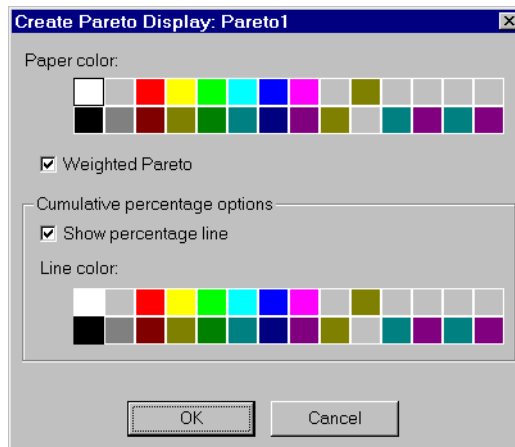 Create Pareto Display: Pareto1
Paper color:
Weighted Pareto
Cumulative percentage options
Show percentage line
Line color:
OK
Cancel